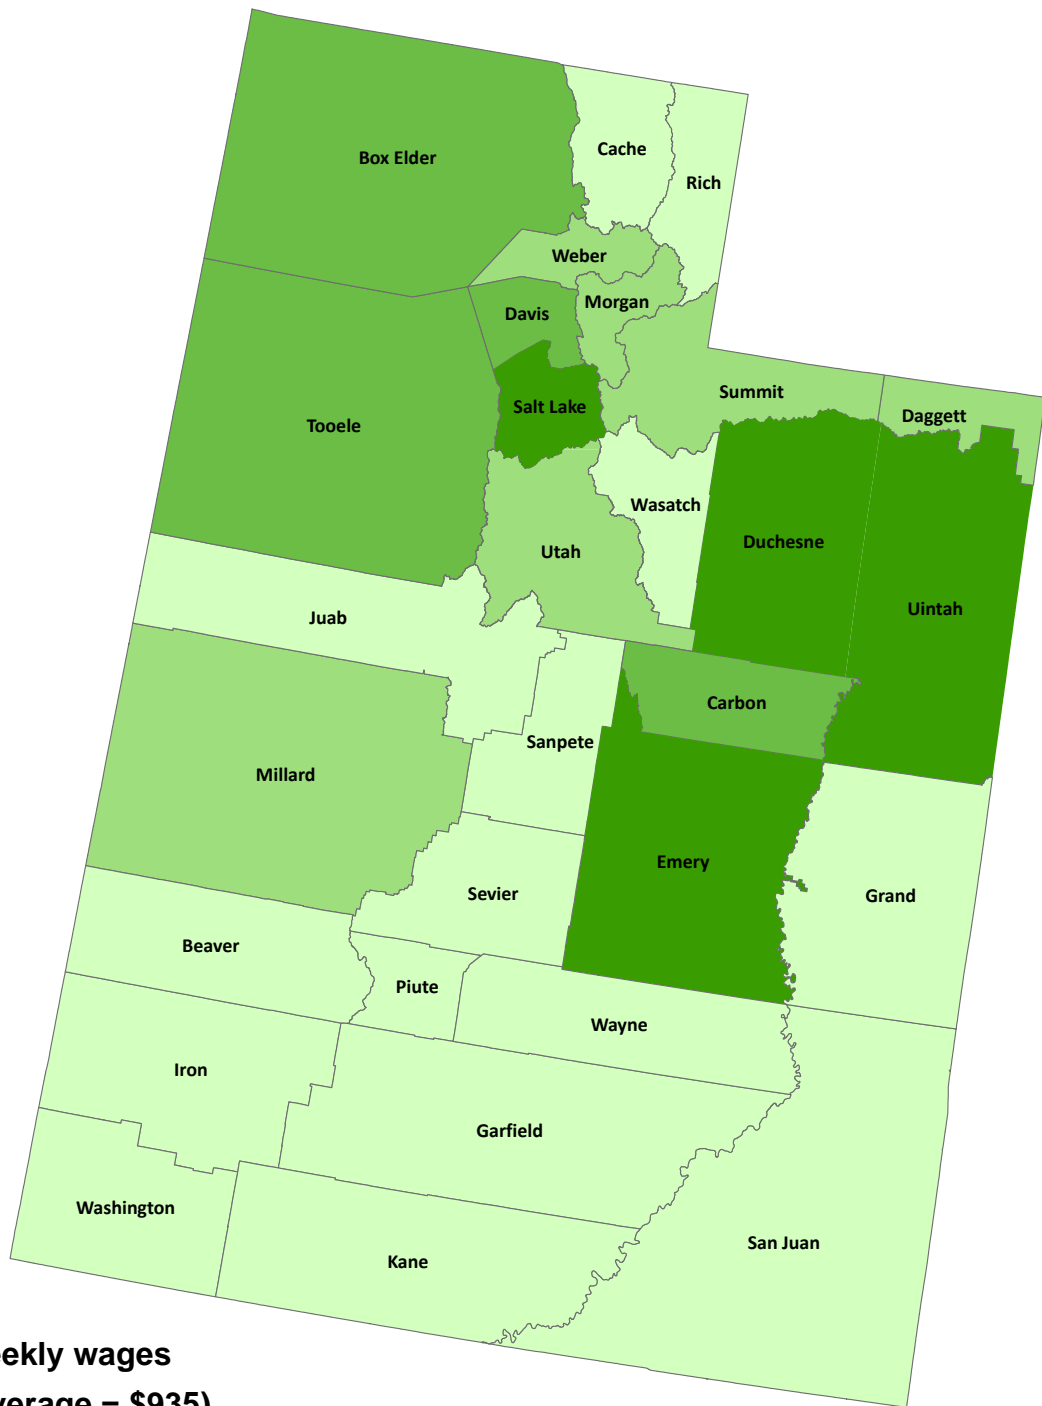 Cache
Box Elder
Rich
Weber
Morgan
Davis
Summit
Salt Lake
Daggett
Tooele
Wasatch
Duchesne
Utah
Uintah
Juab
Carbon
Sanpete
Millard
Emery
Sevier
Grand
Beaver
Piute
Wayne
Iron
Garfield
Washington
San Juan
Kane
ekly wages
verage = $935)